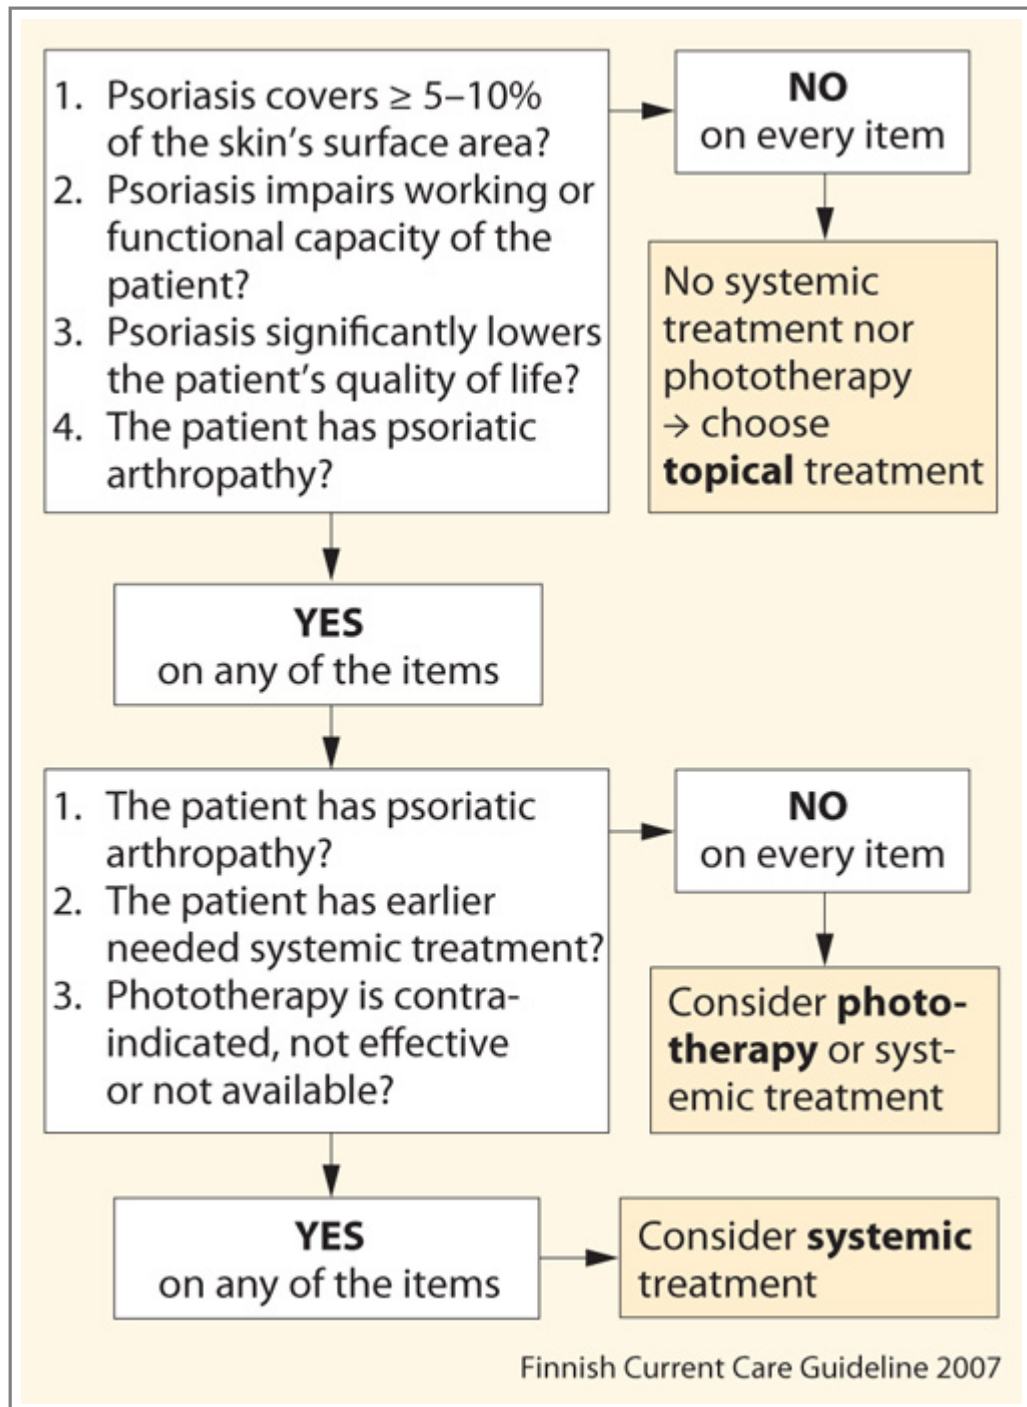 1. Psoriasis covers ≥ 5–10%
of the skin's surface area?
2. Psoriasis impairs working or
functional capacity of the
patient?
3. Psoriasis significantly lowers
the patient's quality of life?
4. The patient has psoriatic
arthropathy?
NO
on every item
No systemic
treatment nor
phototherapy
→ choose
topical treatment
YES
on any of the items
1. The patient has psoriatic
arthropathy?
2. The patient has earlier
needed systemic treatment?
3. Phototherapy is contra-
indicated, not effective
or not available?
NO
on every item
Consider photo-
therapy or syst-
emic treatment
YES
on any of the items
Consider systemic
treatment
Finnish Current Care Guideline 2007